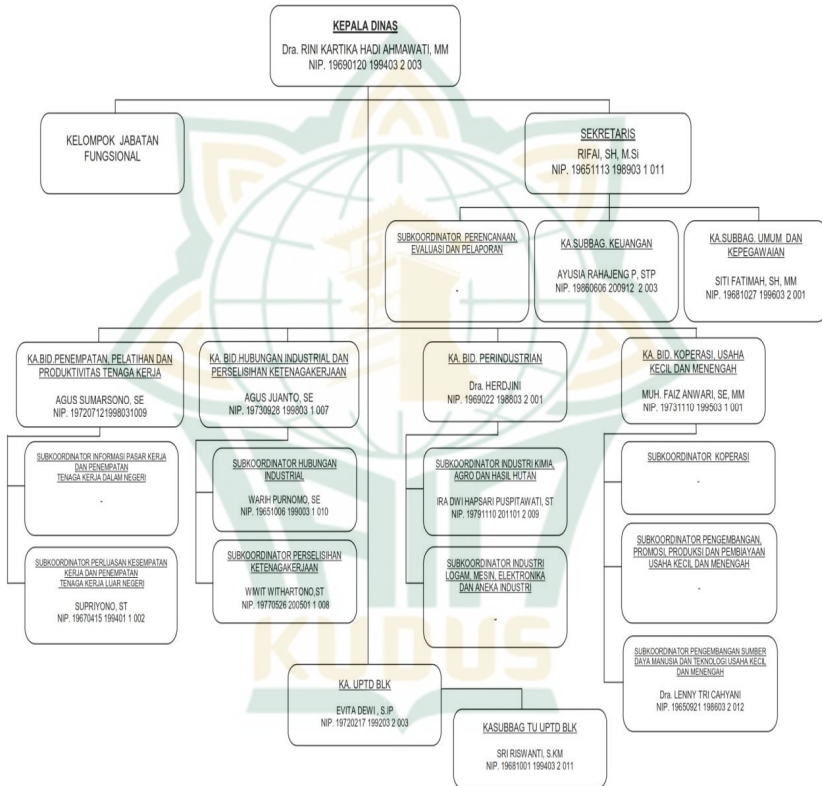 KEPALA DINAS
Dra. RINI KARTIKA HADI AHMAWATI, MM
NIP. 19690120 199403 2 003
KELOMPOK JABATAN
FUNGSIONAL
SEKRETARIS
RIFAI, SH, M.Si
NIP. 19651113 198903 1 011
SUBKOORDINATOR PERENCANAAN,
EVALUASI DAN PELAPORAN
-
KA.SUBBAG. KEUANGAN
AYUSIA RAHAJENG P, STP
NIP. 19860606 200912 2 003
KA.SUBBAG. UMUM DAN
KEPEGAWAIAN
SITI FATIMAH, SH, MM
NIP. 19681027 199603 2 001
KA.BID.PENEMPATAN, PELATIHAN DAN
PRODUKTIVITAS TENAGA KERJA
AGUS SUMARSONO, SE
NIP. 197207121998031009
KA. BID.HUBUNGAN INDUSTRIAL DAN
PERSELISIHAN KETENAGAKERJAAN
AGUS JUANTO, SE
NIP. 19730928 199803 1 007
KA. BID. PERINDUSTRIAN
Dra. HERDJINI
NIP. 1969022 198803 2 001
KA. BID. KOPERASI, USAHA
KECIL DAN MENENGAH
MUH. FAIZ ANWARI, SE, MM
NIP. 19731110 199503 1 001
SUBKOORDINATOR INFORMASI PASAR KERJA
DAN PENEMPATAN
TENAGA KERJA DALAM NEGERI
-
SUBKOORDINATOR HUBUNGAN
INDUSTRIAL
WARIH PURNOMO, SE
NIP. 19651006 199003 1 010
SUBKOORDINATOR INDUSTRI KIMIA,
AGRO DAN HASIL HUTAN
IRA DWI HAPSARI PUSPITAWATI, ST
NIP. 19791110 201101 2 009
SUBKOORDINATOR KOPERASI
-
SUBKOORDINATOR PERLUASAN KESEMPATAN
KERJA DAN PENEMPATAN
TENAGA KERJA LUAR NEGERI
SUPRIYONO, ST
NIP. 19670415 199401 1 002
SUBKOORDINATOR PERSELISIHAN
KETENAGAKERJAAN
WIWIT WITHARTONO,ST
NIP. 19770526 200501 1 008
SUBKOORDINATOR INDUSTRI
LOGAM, MESIN, ELEKTRONIKA
DAN ANEKA INDUSTRI
-
SUBKOORDINATOR PENGEMBANGAN,
PROMOSI, PRODUKSI DAN PEMBIAYAAN
USAHA KECIL DAN MENENGAH
-
SUBKOORDINATOR PENGEMBANGAN SUMBER
DAYA MANUSIA DAN TEKNOLOGI USAHA KECIL
DAN MENENGAH
Dra. LENNY TRI CAHYANI
NIP. 19650921 198603 2 012
KA. UPTD BLK
EVITA DEWI , S.IP
NIP. 19720217 199203 2 003
KASUBBAG TU UPTD BLK
SRI RISWANTI, S.KM
NIP. 19681001 199403 2 011
KUDUS